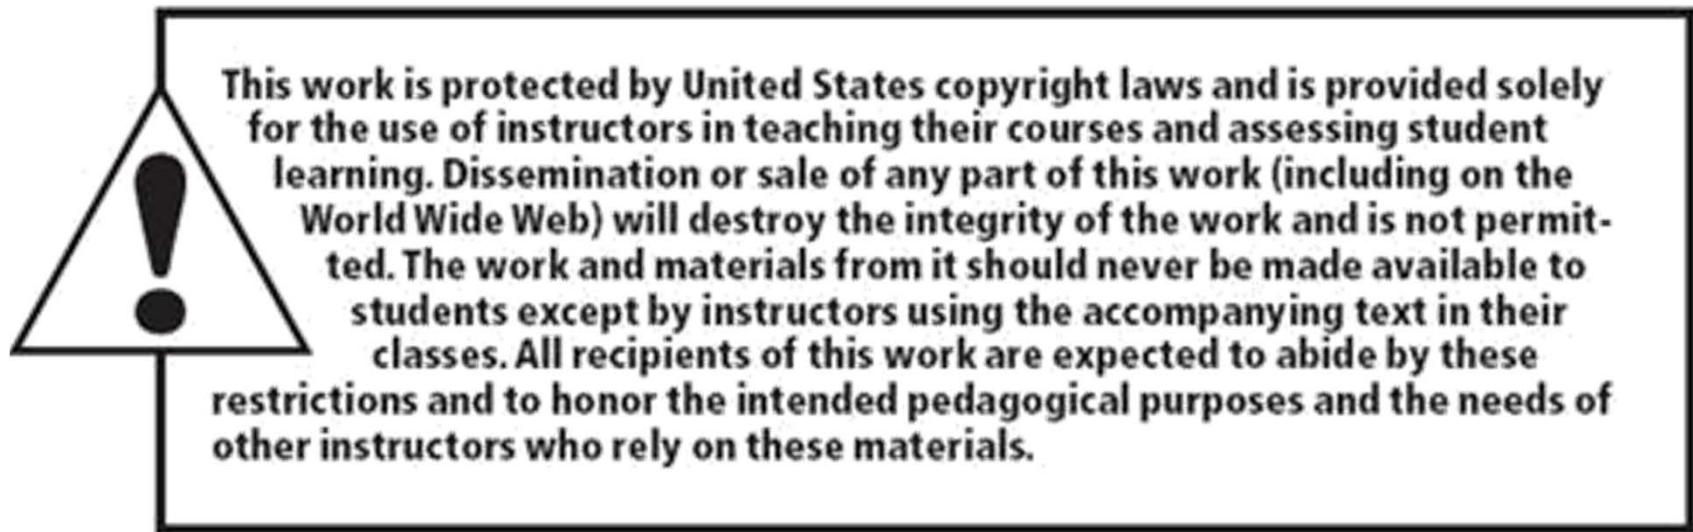 This work is protected by United States copyright laws and is provided solely
for the use of instructors in teaching their courses and assessing student
learning. Dissemination or sale of any part of this work (including on the
World Wide Web) will destroy the integrity of the work and is not permit-
ted. The work and materials from it should never be made available to
students except by instructors using the accompanying text in their
classes. All recipients of this work are expected to abide by these
restrictions and to honor the intended pedagogical purposes and the needs of
other instructors who rely on these materials.